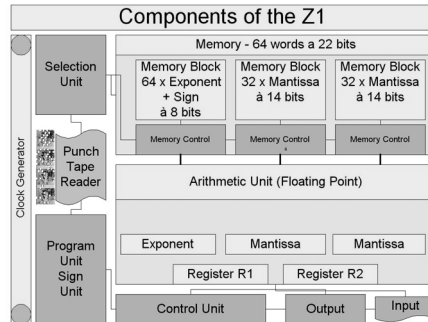 Components of the Z1
Clock Generator
Selection
Unit
Punch
Tape
Reader
Program
Unit
Sign
Unit
Memory - 64 words a 22 bits
Memory Block
64 x Exponent
+ Sign
à 8 bits
Memory Block
32 x Mantissa
à 14 bits
Memory Block
32 x Mantissa
à 14 bits
Memory Control
Memory Control
Memory Control
Arithmetic Unit (Floating Point)
Exponent
Mantissa
Mantissa
Register R1
Register R2
Control Unit
Output
Input